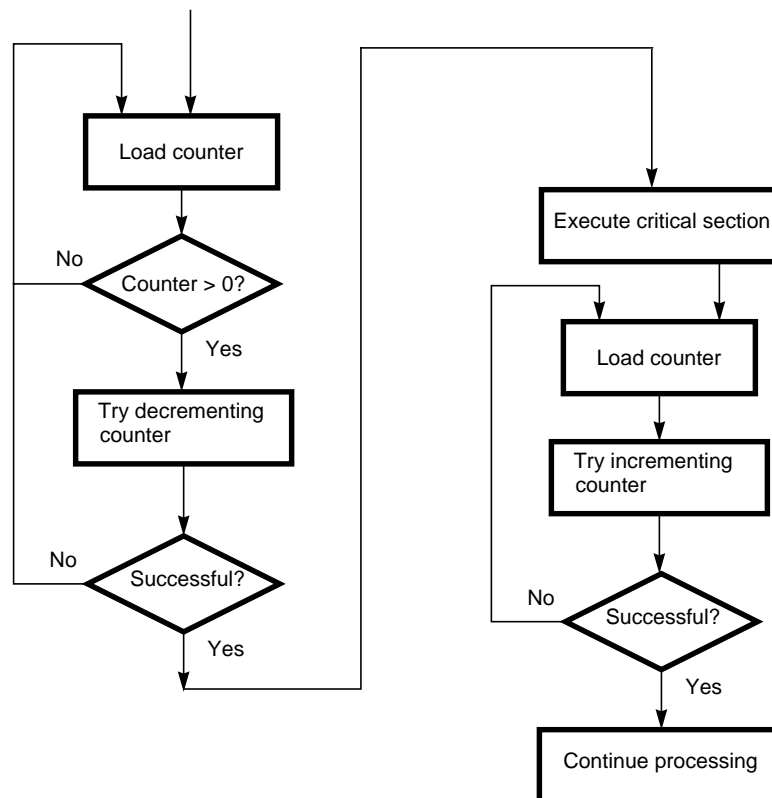 Load counter
No
Counter > 0?
Yes
Try decrementing
counter
No
Successful?
Yes
Execute critical section
Load counter
Try incrementing
counter
No
Successful?
Yes
Continue processing